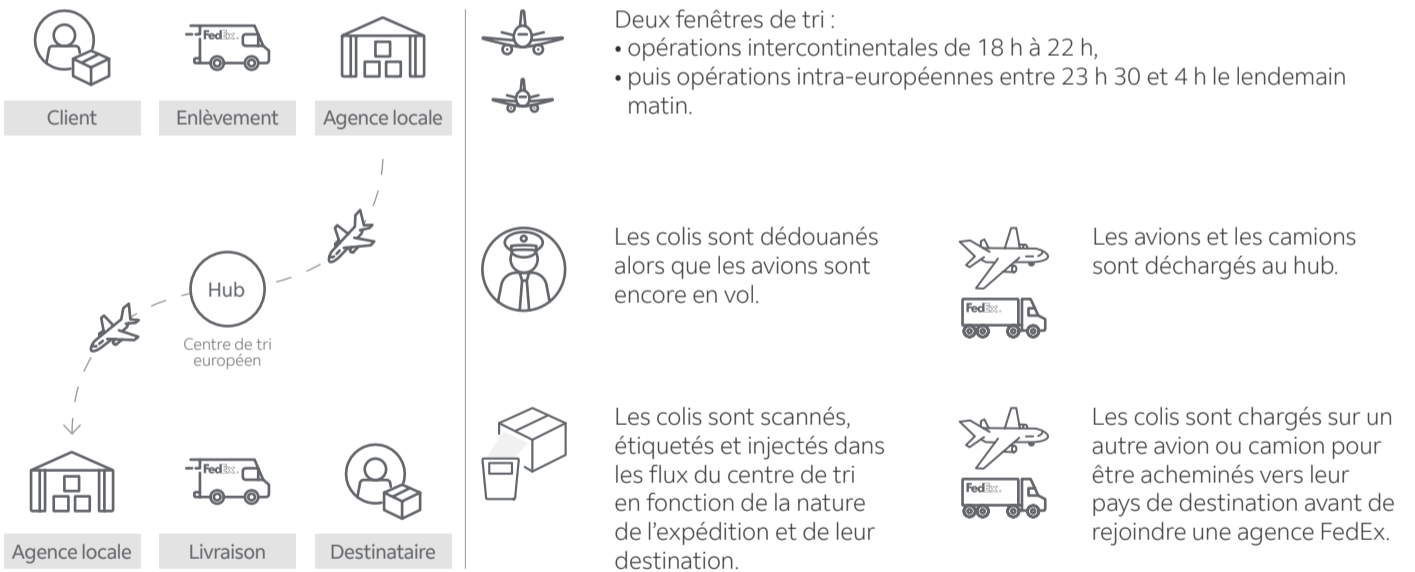 FedEx.
Client
Enlèvement
Agence locale
Hub
Centre de tri
européen
FedEx.
Agence locale
Livraison
Destinataire
Deux fenêtres de tri :
• opérations intercontinentales de 18 h à 22 h,
• puis opérations intra-européennes entre 23 h 30 et 4 h le lendemain
matin.
Les colis sont dédouanés
alors que les avions sont
encore en vol.
FedEx.
Les avions et les camions
sont déchargés au hub.
Les colis sont scannés,
étiquetés et injectés dans
les flux du centre de tri
en fonction de la nature
de l’expédition et de leur
destination.
FedEx.
Les colis sont chargés sur un
autre avion ou camion pour
être acheminés vers leur
pays de destination avant de
rejoindre une agence FedEx.